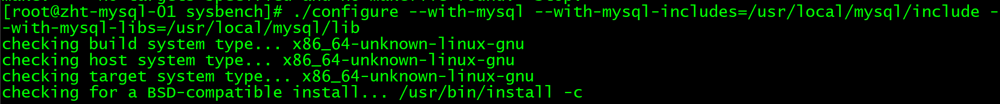 [root@zht-mysql-01 sysbench]# ./configure --with-mysql --with-mysql-includes=/usr/local/mysql/include -
-with-mysql-libs=/usr/local/mysql/lib
checking build system type... x86_64-unknown-linux-gnu
checking host system type... x86_64-unknown-linux-gnu
checking target system type... x86_64-unknown-linux-gnu
checking for a BSD-compatible install... /usr/bin/install -c